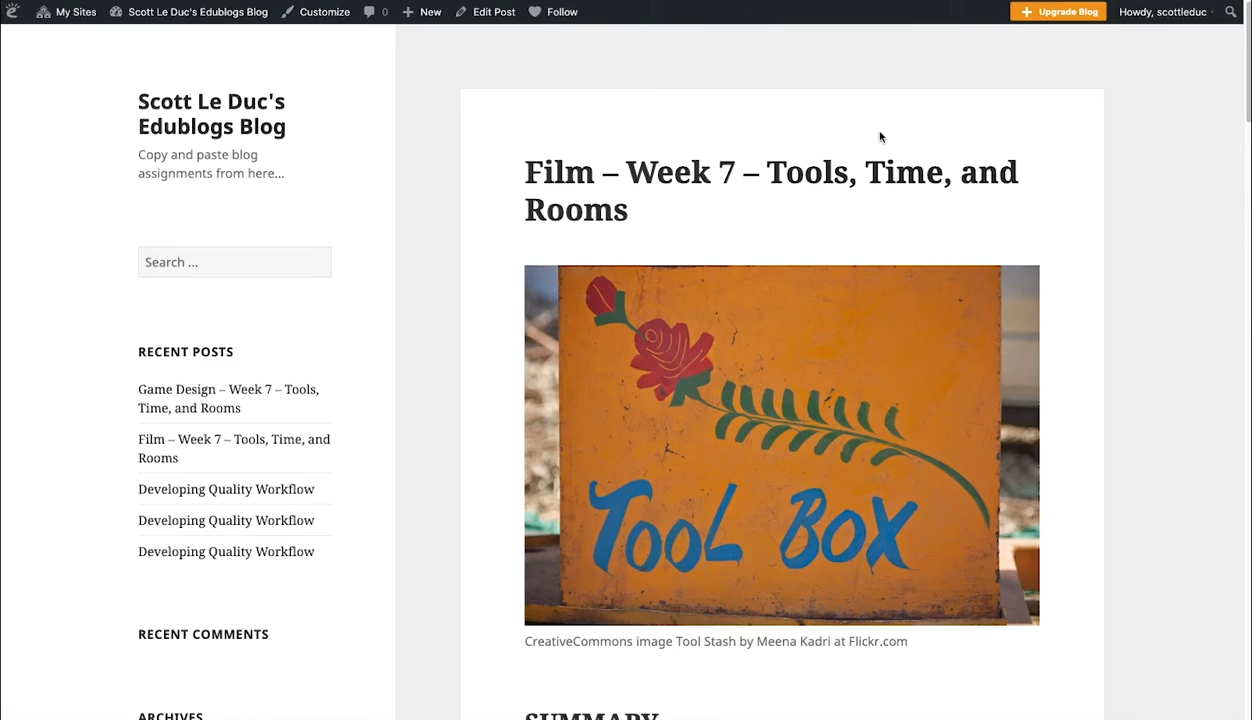 My Sites
Scott Le Duc's Edublogs Blog
Customize
0
New
Edit Post
Follow
Upgrade Blog
Howdy, scottleduc
Scott Le Duc's
Edublogs Blog
Copy and paste blog
assignments from here...
Search ...
RECENT POSTS
Game Design – Week 7 – Tools,
Time, and Rooms
Film – Week 7 – Tools, Time, and
Rooms
Developing Quality Workflow
Developing Quality Workflow
Developing Quality Workflow
RECENT COMMENTS
ARCHIVES
Film – Week 7 – Tools, Time, and
Rooms
TOOL BOX
CreativeCommons image Tool Stash by Meena Kadri at Flickr.com
SUMMARY